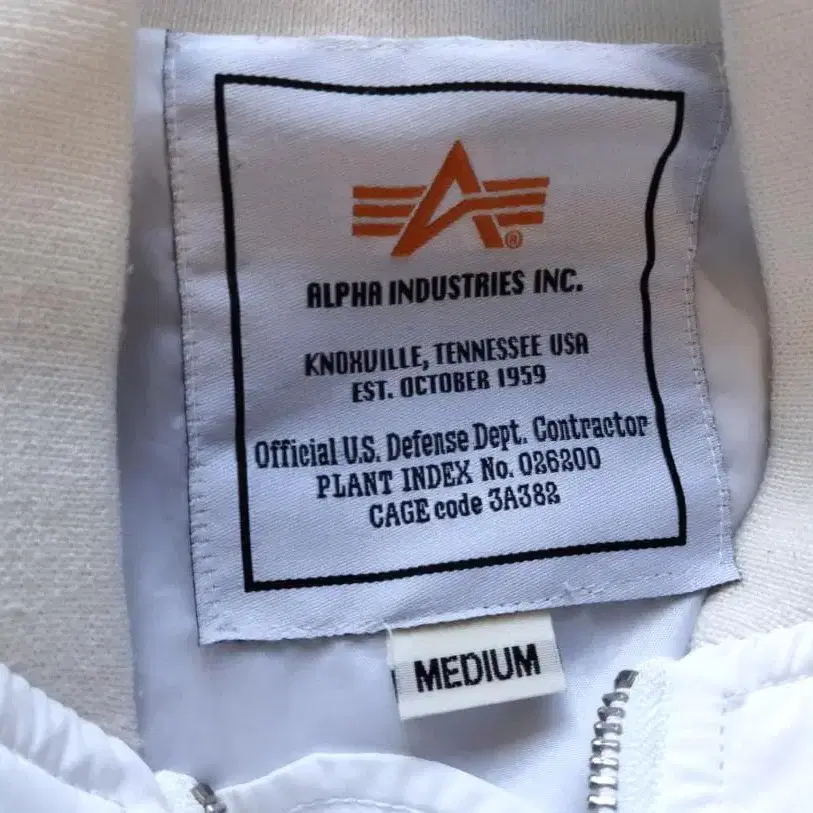 ®
ALPHA INDUSTRIES INC.
KNOXVILLE, TENNESSEE USA
EST. OCTOBER 1959
Official U.S. Defense Dept. Contractor
PLANT INDEX No. 026200
CAGE code 3A382
MEDIUM